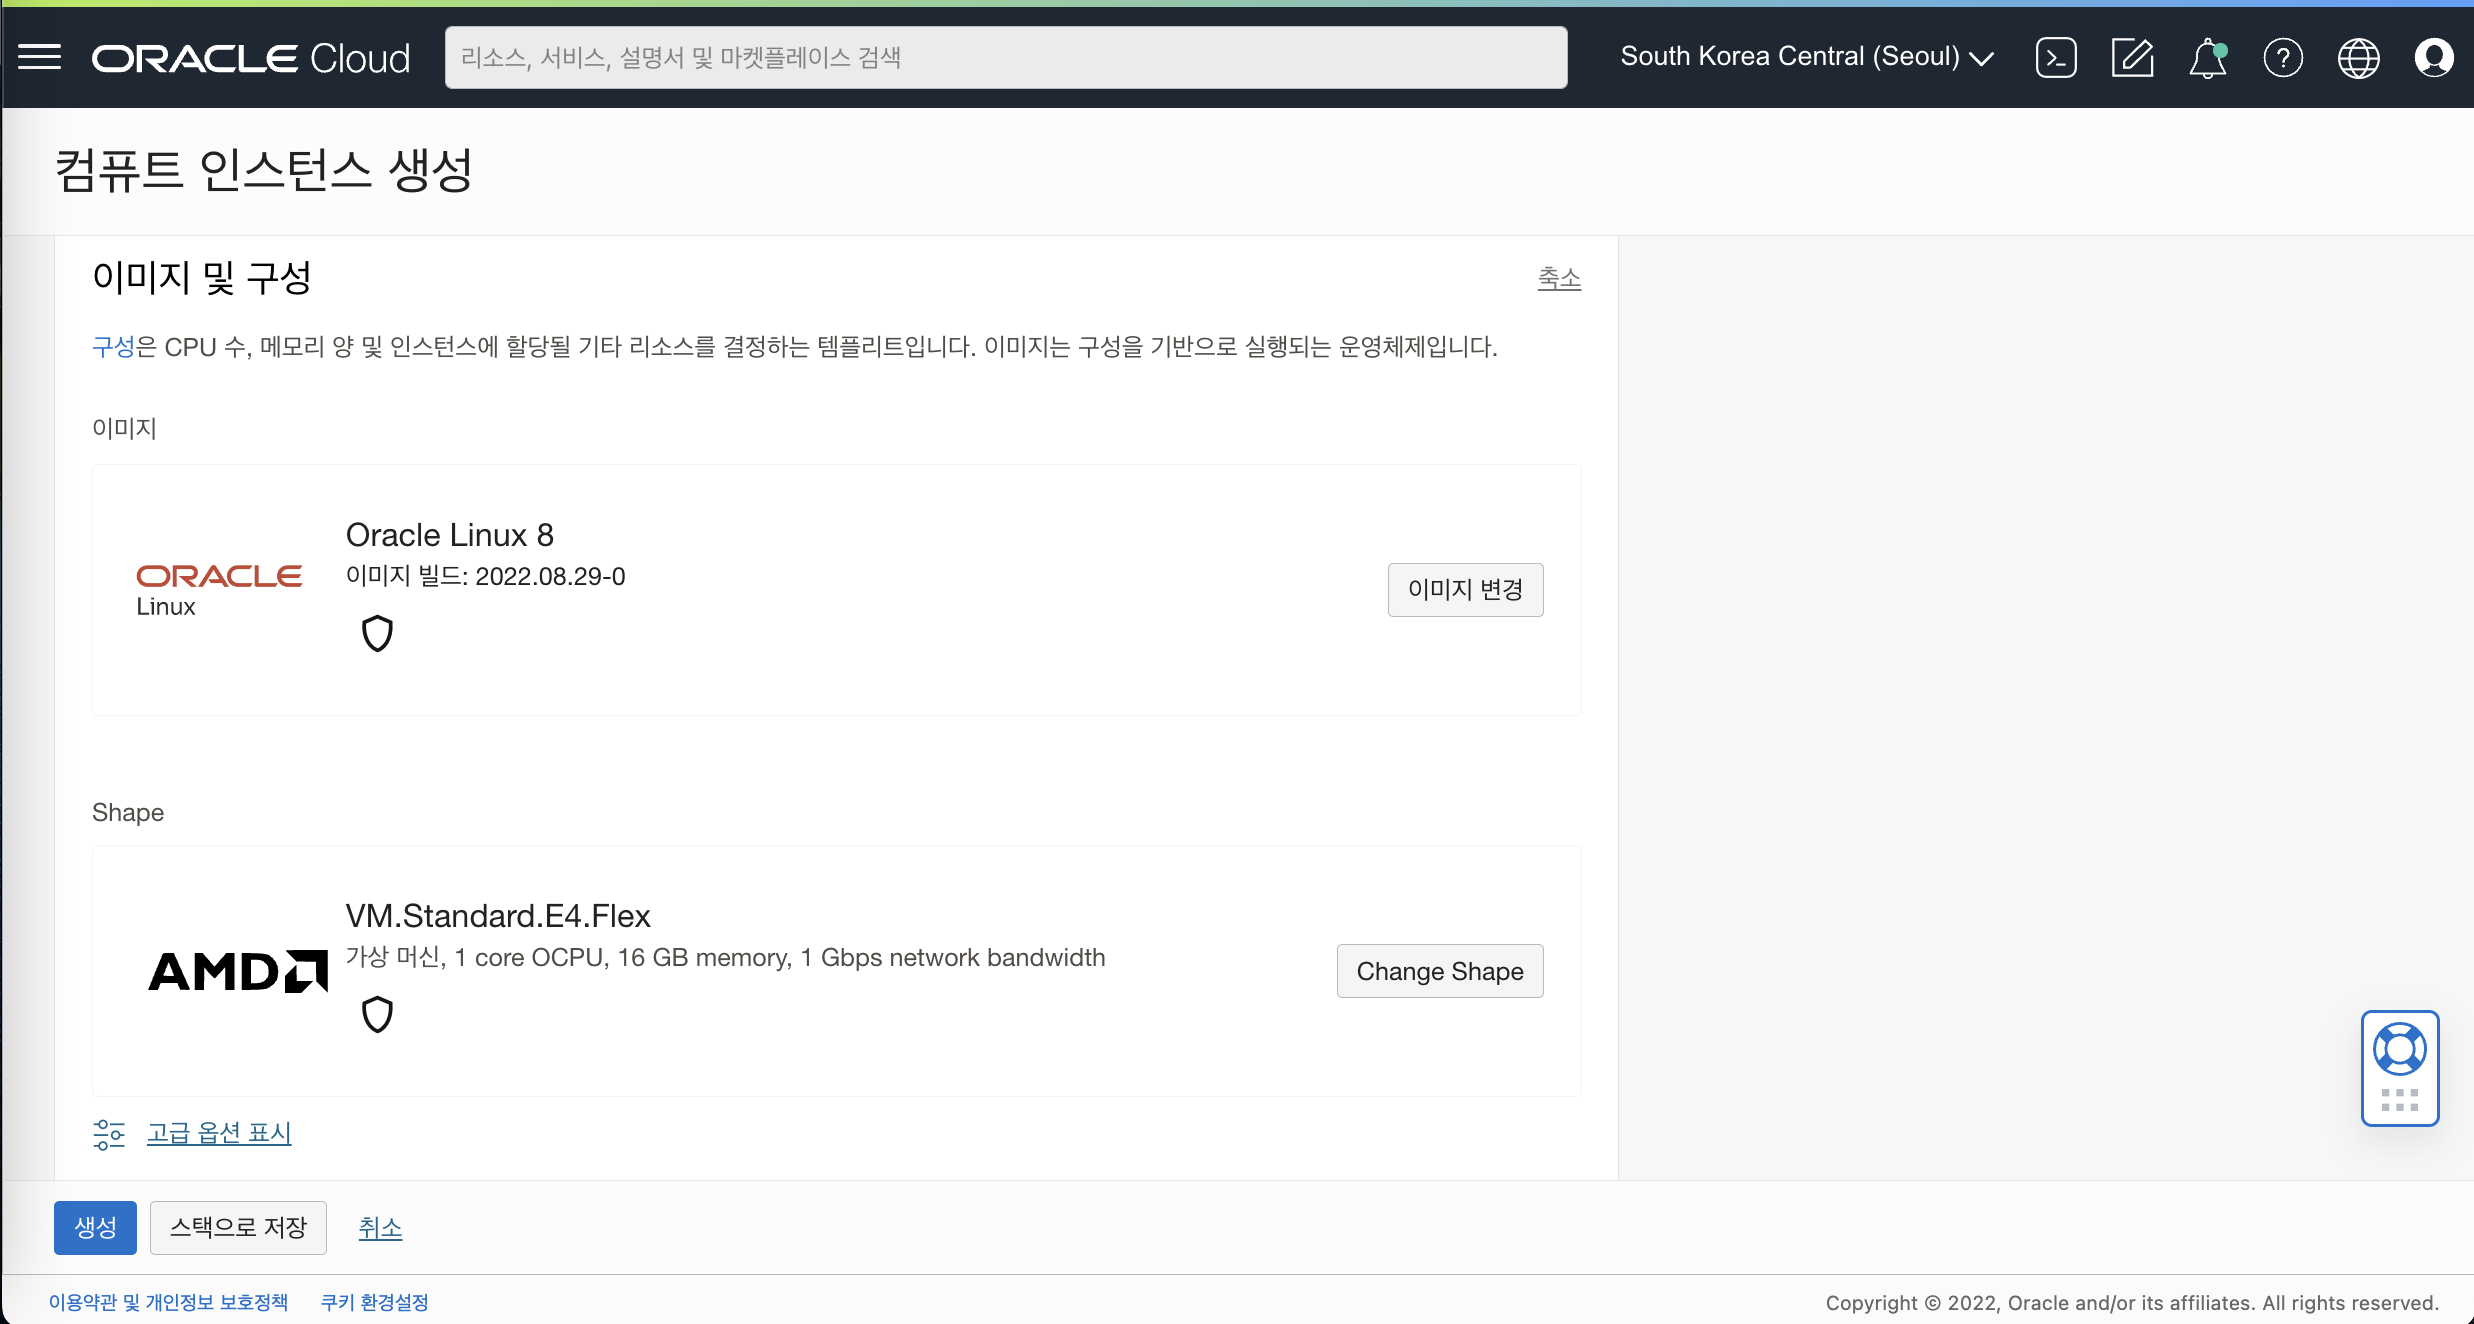 ORACLE Cloud
리소스, 서비스, 설명서 및 마켓플레이스 검색
South Korea Central (Seoul)
컴퓨트 인스턴스 생성
이미지 및 구성
축소
구성은 CPU 수, 메모리 양 및 인스턴스에 할당될 기타 리소스를 결정하는 템플리트입니다. 이미지는 구성을 기반으로 실행되는 운영체제입니다.
이미지
ORACLE
Linux
Oracle Linux 8
이미지 빌드: 2022.08.29-0
이미지 변경
Shape
AMD
VM.Standard.E4.Flex
가상 머신, 1 core OCPU, 16 GB memory, 1 Gbps network bandwidth
Change Shape
고급 옵션 표시
생성
스택으로 저장
취소
이용약관 및 개인정보 보호정책
쿠키 환경설정
Copyright © 2022, Oracle and/or its affiliates. All rights reserved.